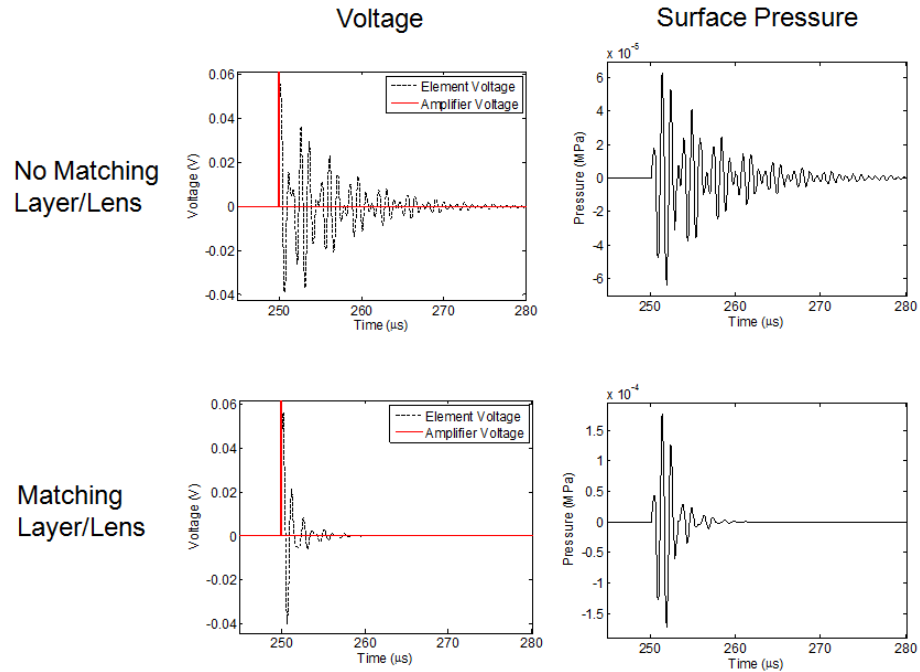 Voltage
Surface Pressure
No Matching
Layer/Lens
0.06
0.04
0.02
0
-0.02
-0.04
Voltage (V)
Element Voltage
Amplifier Voltage
250
260
270
280
Time (µs)
x 10⁻⁵
6
4
2
0
-2
-4
-6
Pressure (MPa)
250
260
270
280
Time (µs)
Matching
Layer/Lens
0.06
0.04
0.02
0
-0.02
-0.04
Voltage (V)
Element Voltage
Amplifier Voltage
250
260
270
280
Time (µs)
x 10⁻⁴
1.5
1
0.5
0
-0.5
-1
-1.5
Pressure (MPa)
250
260
270
280
Time (µs)